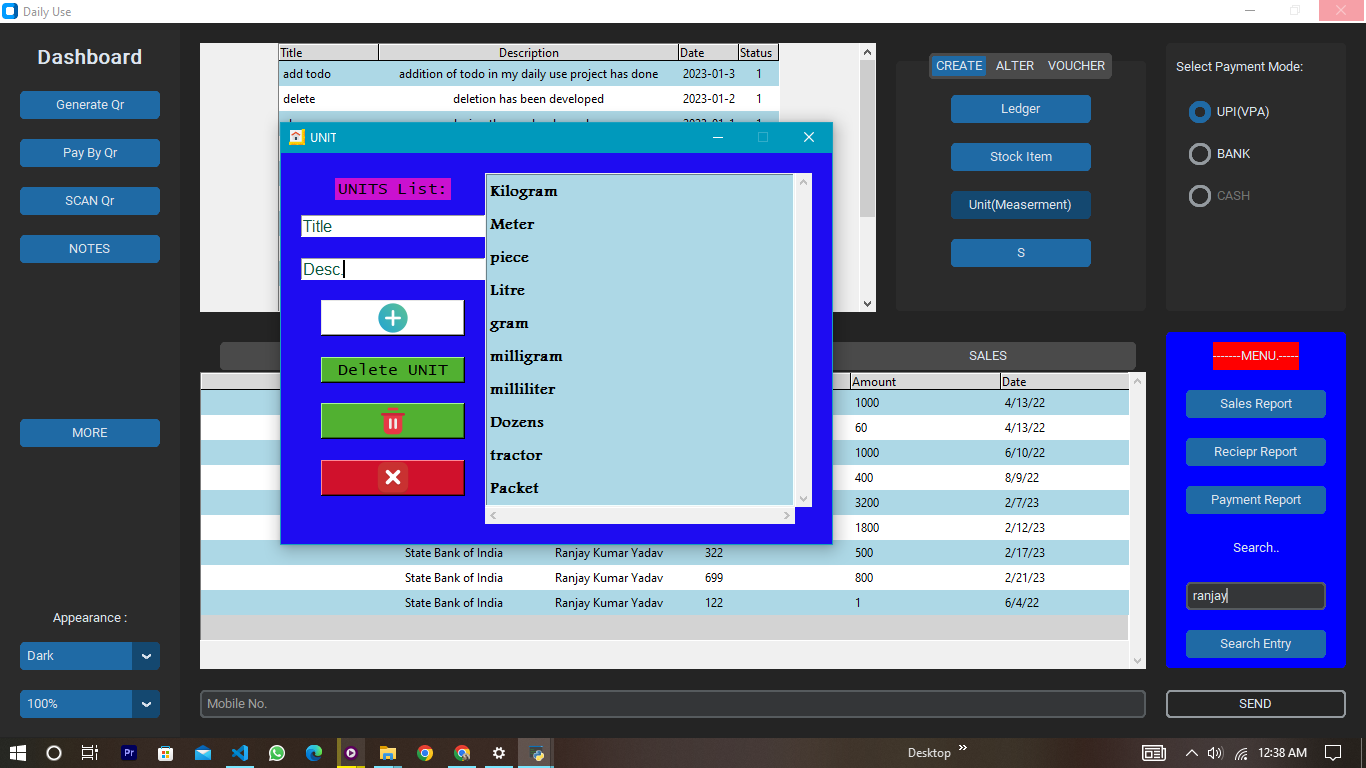 Daily Use
Dashboard
Generate Qr
Pay By Qr
SCAN Qr
NOTES
MORE
Appearance :
Dark
100%
Title Description Date Status
add todo addition of todo in my daily use project has done 2023-01-3 1
delete deletion has been developed 2023-01-2 1
UNIT
UNITS List:
Title
Desc.
Delete UNIT
Kilogram
Meter
piece
Litre
gram
milligram
milliliter
Dozens
tractor
Packet
CREATE ALTER VOUCHER
Ledger
Stock Item
Unit(Measerment)
S
Select Payment Mode:
UPI(VPA)
BANK
CASH
SALES
Amount Date
1000 4/13/22
60 4/13/22
1000 6/10/22
400 8/9/22
3200 2/7/23
1800 2/12/23
State Bank of India Ranjay Kumar Yadav 322 500 2/17/23
State Bank of India Ranjay Kumar Yadav 699 800 2/21/23
State Bank of India Ranjay Kumar Yadav 122 1 6/4/22
-------MENU.-----
Sales Report
Reciepr Report
Payment Report
Search..
ranjay
Search Entry
Mobile No.
SEND
Pr
Desktop
12:38 AM